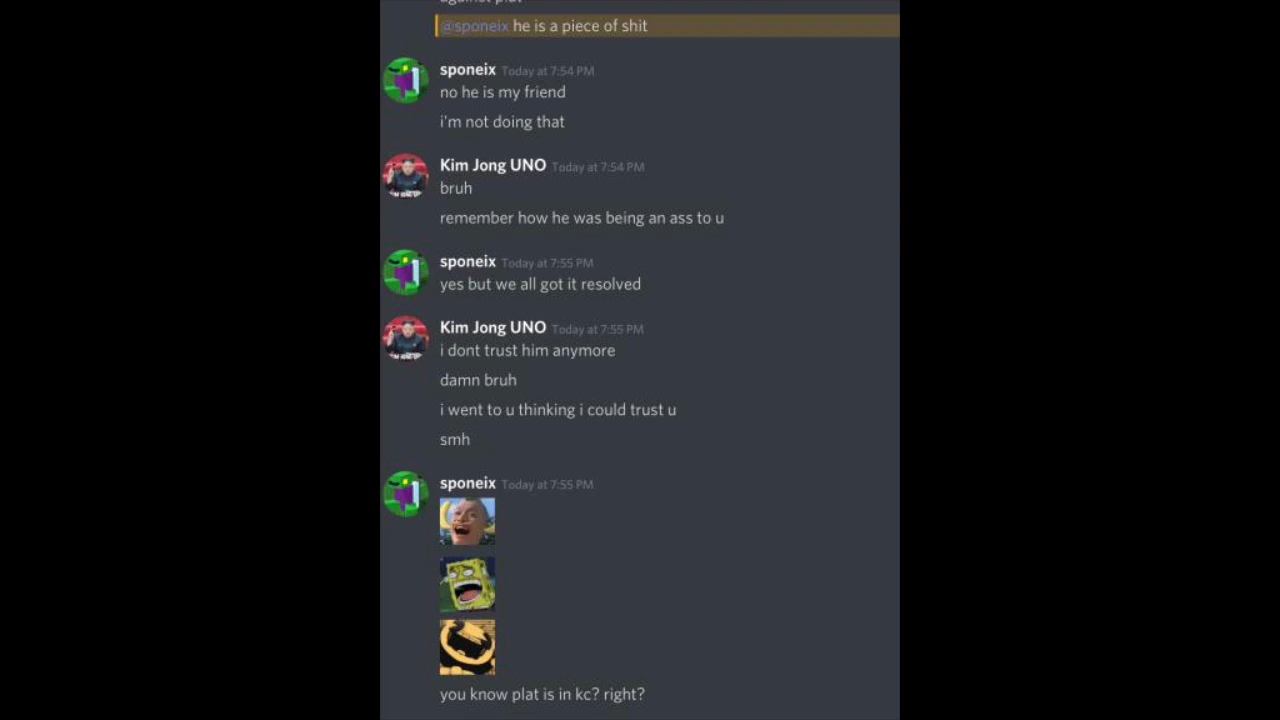 against plat
@sponeix he is a piece of shit
sponeix Today at 7:54 PM
no he is my friend
i'm not doing that
Kim Jong UNO Today at 7:54 PM
bruh
remember how he was being an ass to u
sponeix Today at 7:55 PM
yes but we all got it resolved
Kim Jong UNO Today at 7:55 PM
i dont trust him anymore
damn bruh
i went to u thinking i could trust u
smh
sponeix Today at 7:55 PM
you know plat is in kc? right?